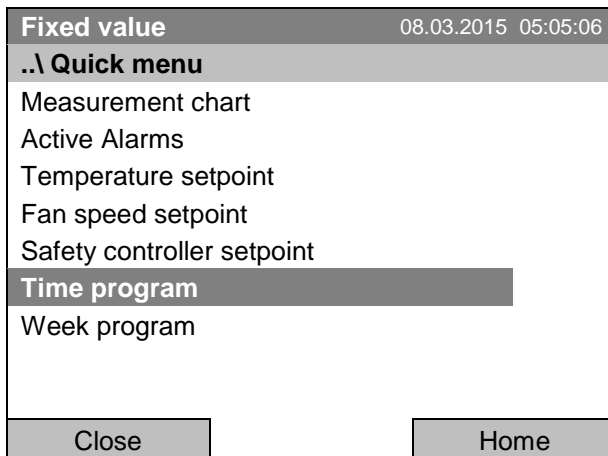 Fixed value 08.03.2015 05:05:06
..\ Quick menu
Measurement chart
Active Alarms
Temperature setpoint
Fan speed setpoint
Safety controller setpoint
Time program
Week program
Close Home